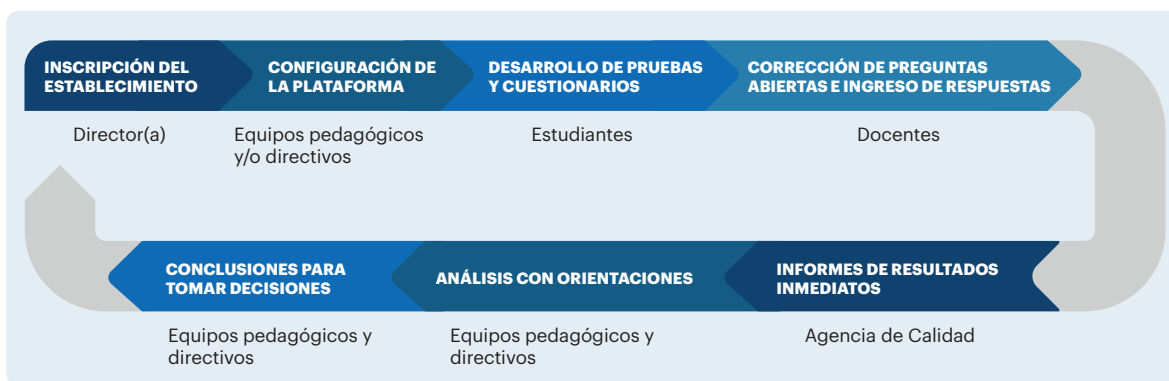 INSCRIPCIÓN DEL
ESTABLECIMIENTO
Director(a)
CONFIGURACIÓN DE
LA PLATAFORMA
Equipos pedagógicos
y/o directivos
DESARROLLO DE PRUEBAS
Y CUESTIONARIOS
Estudiantes
CORRECCIÓN DE PREGUNTAS
ABIERTAS E INGRESO DE RESPUESTAS
Docentes
INFORMES DE RESULTADOS
INMEDIATOS
Agencia de Calidad
ANÁLISIS CON ORIENTACIONES
Equipos pedagógicos y
directivos
CONCLUSIONES PARA
TOMAR DECISIONES
Equipos pedagógicos y
directivos